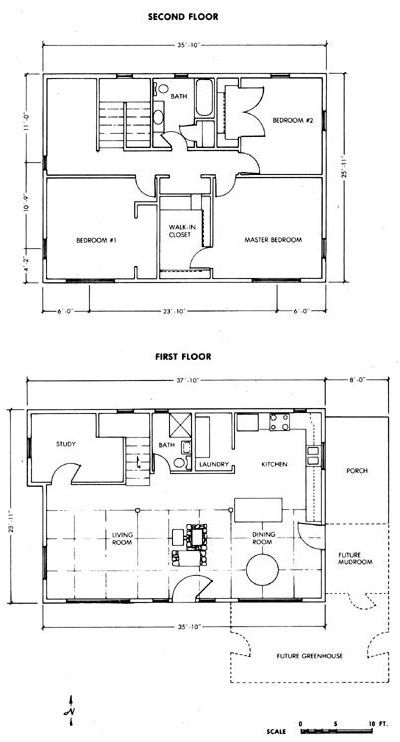 SECOND FLOOR
35'-10"
11'-0"
BATH
BEDROOM #2
25'-11"
10'-9"
BEDROOM #1
WALK-IN
CLOSET
MASTER BEDROOM
4'-2"
6'-0"
23'-10"
6'-0"
FIRST FLOOR
37'-10"
8'-0"
STUDY
BATH
LAUNDRY
KITCHEN
PORCH
23'-11"
LIVING
ROOM
DINING
ROOM
FUTURE
MUDROOM
35'-10"
FUTURE GREENHOUSE
N
SCALE
0 5 10 FT.